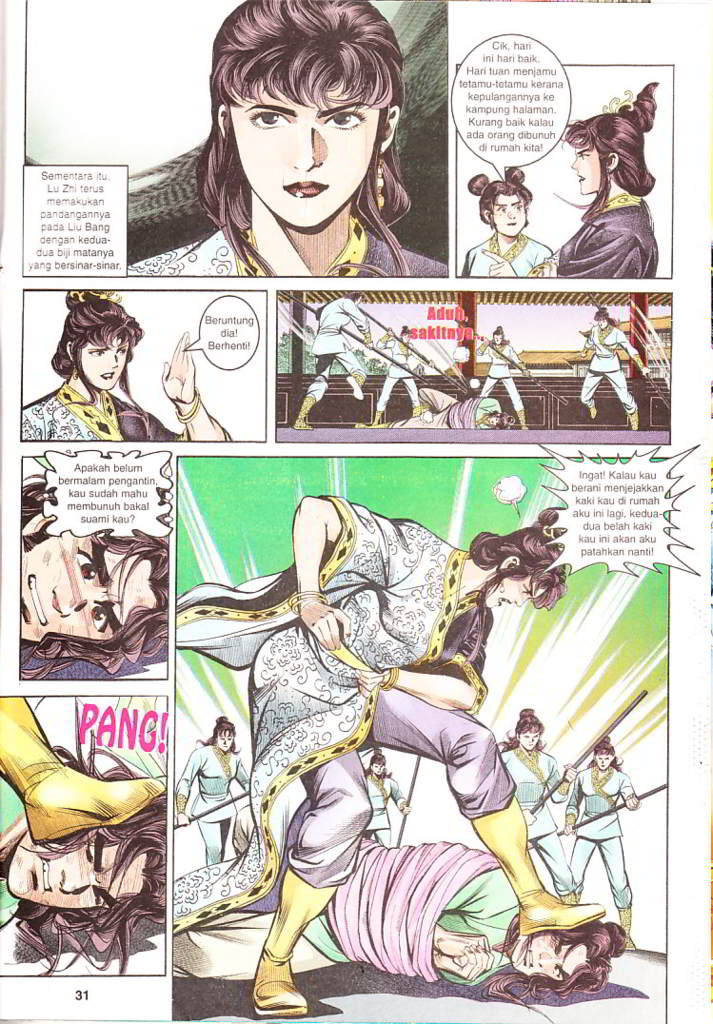 Sementara itu,
Lu Zhi terus
memakukan
pandangannya
pada Liu Bang
dengan kedua-
dua biji matanya
yang bersinar-sinar.
Cik, hari
ini hari baik.
Hari tuan menjamu
tetamu-tetamu kerana
kepulangannya ke
kampung halaman.
Kurang baik kalau
ada orang dibunuh
di rumah kita!
Beruntung
dia!
Berhenti!
Aduh,
sakitnya...
Apakah belum
bermalam pengantin,
kau sudah mahu
membunuh bakal
suami kau?
Ingat! Kalau kau
berani menjejakkan
kaki kau di rumah
aku ini lagi, kedua-
dua belah kaki
kau ini akan aku
patahkan nanti!
PANG!
31